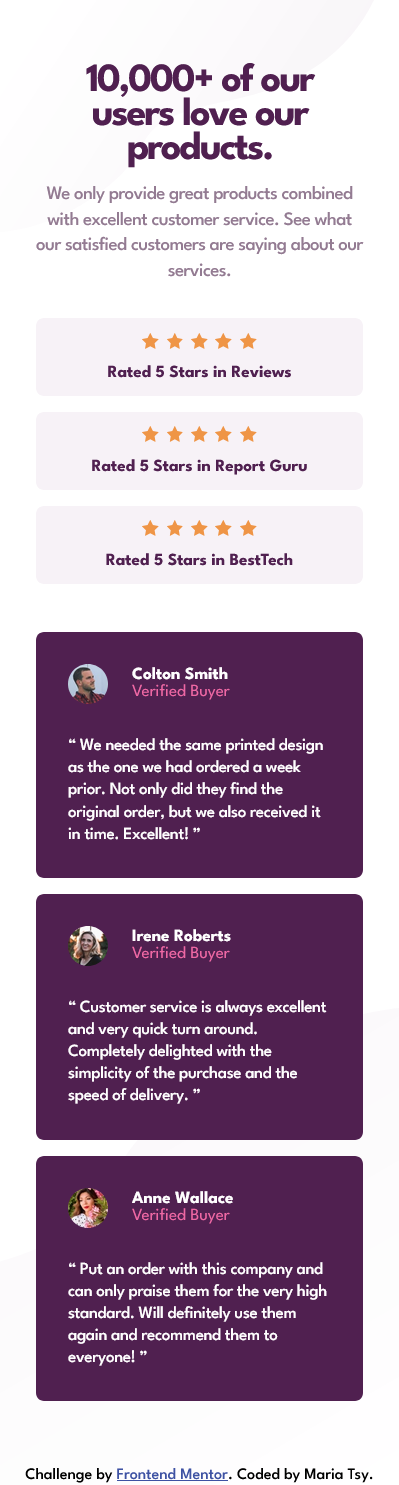 10,000+ of our
users love our
products.
We only provide great products combined
with excellent customer service. See what
our satisfied customers are saying about our
services.
Rated 5 Stars in Reviews
Rated 5 Stars in Report Guru
Rated 5 Stars in BestTech
Colton Smith
Verified Buyer
“ We needed the same printed design
as the one we had ordered a week
prior. Not only did they find the
original order, but we also received it
in time. Excellent! ”
Irene Roberts
Verified Buyer
“ Customer service is always excellent
and very quick turn around.
Completely delighted with the
simplicity of the purchase and the
speed of delivery. ”
Anne Wallace
Verified Buyer
“ Put an order with this company and
can only praise them for the very high
standard. Will definitely use them
again and recommend them to
everyone! ”
Challenge by Frontend Mentor. Coded by Maria Tsy.